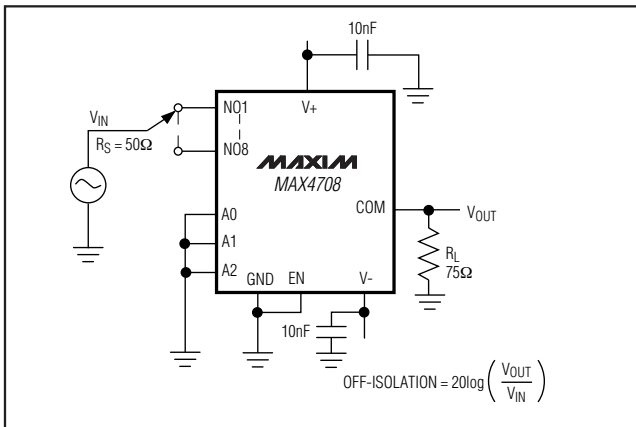 10nF
V+
VIN
RS = 50Ω
NO1
NO8
MAXIM
MAX4708
COM
VOUT
RL
75Ω
A0
A1
A2
GND
EN
V-
10nF
OFF-ISOLATION = 20log(VOUT/VIN)